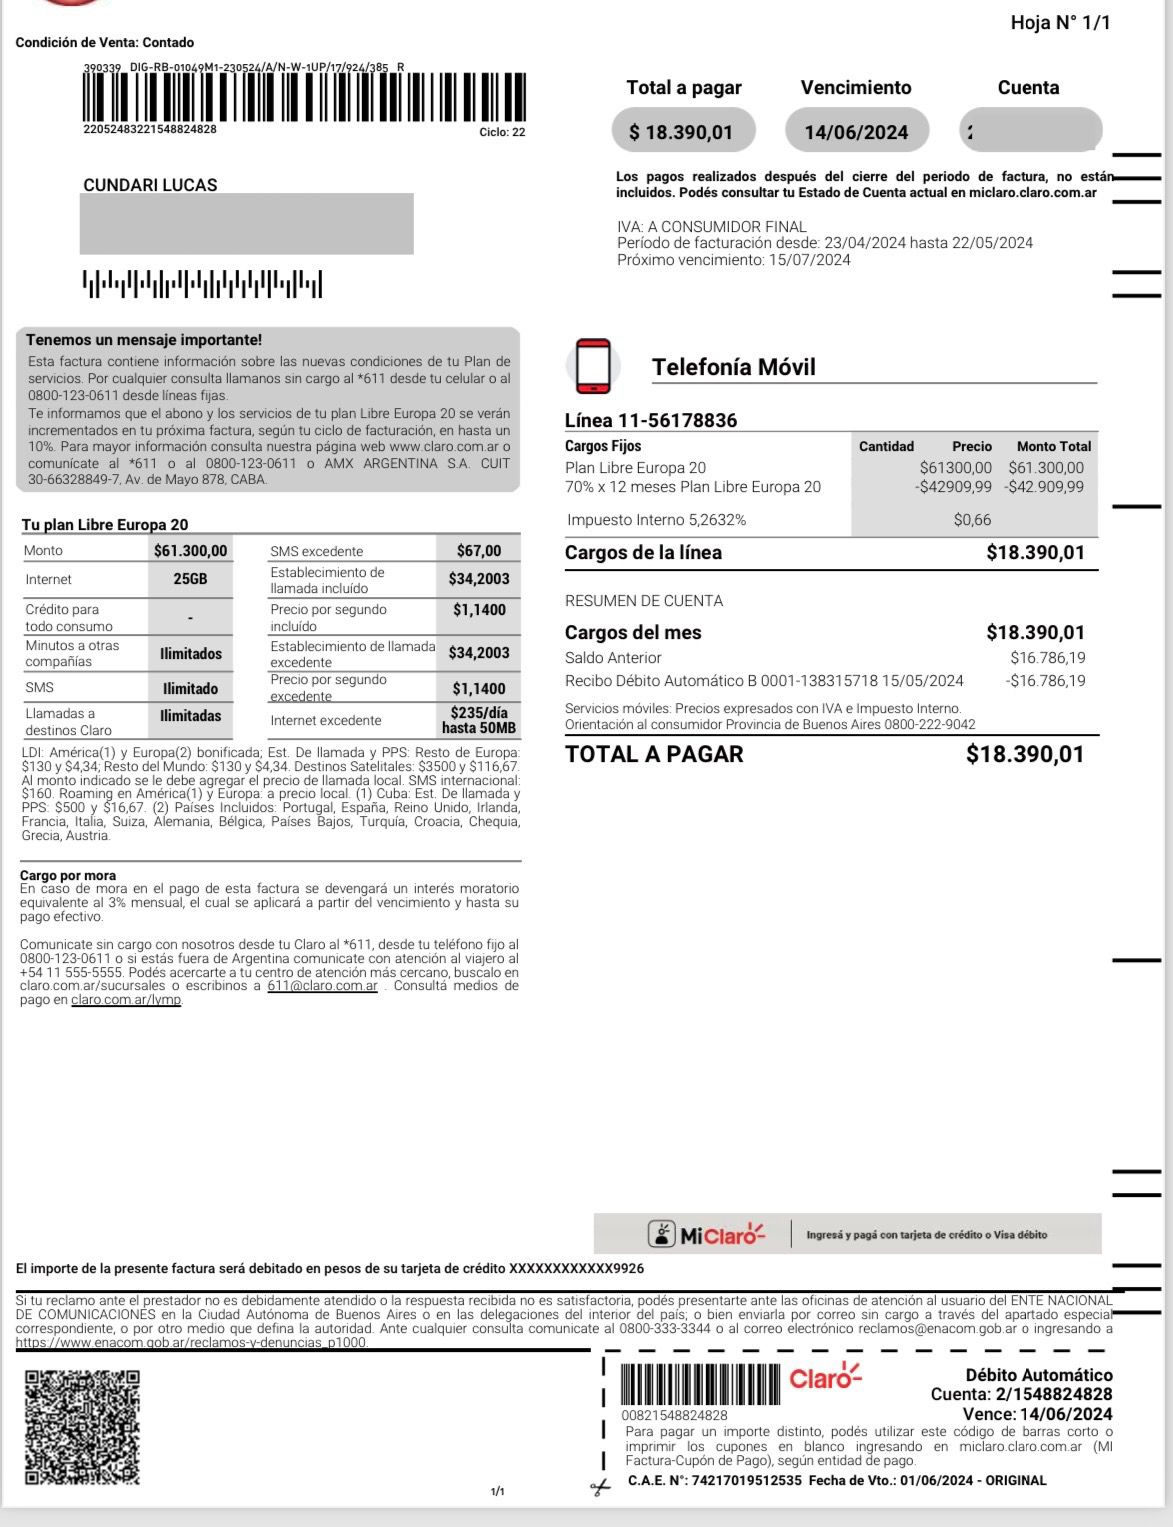 Hoja N° 1/1
Condición de Venta: Contado
390339 DIG-RB-01049M1-230524/A/N-W-1UP/17/924/385 R
22052483221548824828
Ciclo: 22
Total a pagar Vencimiento Cuenta
$ 18.390,01 14/06/2024
CUNDARI LUCAS
Los pagos realizados después del cierre del periodo de factura, no están
incluidos. Podés consultar tu Estado de Cuenta actual en miclaro.claro.com.ar
IVA: A CONSUMIDOR FINAL
Período de facturación desde: 23/04/2024 hasta 22/05/2024
Próximo vencimiento: 15/07/2024
Tenemos un mensaje importante!
Esta factura contiene información sobre las nuevas condiciones de tu Plan de
servicios. Por cualquier consulta llamanos sin cargo al *611 desde tu celular o al
0800-123-0611 desde líneas fijas.
Te informamos que el abono y los servicios de tu plan Libre Europa 20 se verán
incrementados en tu próxima factura, según tu ciclo de facturación, en hasta un
10%. Para mayor información consulta nuestra página web www.claro.com.ar o
comunícate al *611 o al 0800-123-0611 o AMX ARGENTINA S.A. CUIT
30-66328849-7, Av. de Mayo 878, CABA.
Tu plan Libre Europa 20
Monto $61.300,00 SMS excedente $67,00
Internet 25GB Establecimiento de
llamada incluído $34,2003
Crédito para
todo consumo - Precio por segundo
incluído $1,1400
Minutos a otras
compañías Ilimitados Establecimiento de llamada
excedente $34,2003
SMS Ilimitado Precio por segundo
excedente $1,1400
Llamadas a
destinos Claro Ilimitadas Internet excedente $235/día
hasta 50MB
LDI: América(1) y Europa(2) bonificada; Est. De llamada y PPS: Resto de Europa:
$130 y $4,34; Resto del Mundo: $130 y $4,34. Destinos Satelitales: $3500 y $116,67.
Al monto indicado se le debe agregar el precio de llamada local. SMS internacional:
$160. Roaming en América(1) y Europa: a precio local. (1) Cuba: Est. De llamada y
PPS: $500 y $16,67. (2) Países Incluidos: Portugal, España, Reino Unido, Irlanda,
Francia, Italia, Suiza, Alemania, Bélgica, Países Bajos, Turquía, Croacia, Chequia,
Grecia, Austria.
Cargo por mora
En caso de mora en el pago de esta factura se devengará un interés moratorio
equivalente al 3% mensual, el cual se aplicará a partir del vencimiento y hasta su
pago efectivo.
Comunicate sin cargo con nosotros desde tu Claro al *611, desde tu teléfono fijo al
0800-123-0611 o si estás fuera de Argentina comunicate con atención al viajero al
+54 11 555-5555. Podés acercarte a tu centro de atención más cercano, buscalo en
claro.com.ar/sucursales o escribinos a 611@claro.com.ar . Consultá medios de
pago en claro.com.ar/lymp.
Telefonía Móvil
Línea 11-56178836
Cargos Fijos Cantidad Precio Monto Total
Plan Libre Europa 20 $61300,00 $61.300,00
70% x 12 meses Plan Libre Europa 20 -$42909,99 -$42.909,99
Impuesto Interno 5,2632% $0,66
Cargos de la línea $18.390,01
RESUMEN DE CUENTA
Cargos del mes $18.390,01
Saldo Anterior $16.786,19
Recibo Débito Automático B 0001-138315718 15/05/2024 -$16.786,19
Servicios móviles: Precios expresados con IVA e Impuesto Interno.
Orientación al consumidor Provincia de Buenos Aires 0800-222-9042
TOTAL A PAGAR $18.390,01
MiClaro Ingresá y pagá con tarjeta de crédito o Visa débito
El importe de la presente factura será debitado en pesos de su tarjeta de crédito XXXXXXXXXXXX9926
Si tu reclamo ante el prestador no es debidamente atendido o la respuesta recibida no es satisfactoria, podés presentarte ante las oficinas de atención al usuario del ENTE NACIONAL
DE COMUNICACIONES en la Ciudad Autónoma de Buenos Aires o en las delegaciones del interior del país; o bien enviarla por correo sin cargo a través del apartado especial
correspondiente, o por otro medio que defina la autoridad. Ante cualquier consulta comunicate al 0800-333-3344 o al correo electrónico reclamos@enacom.gob.ar o ingresando a
https://www.enacom.gob.ar/reclamos-y-denuncias_p1000.
Claro
00821548824828
Débito Automático
Cuenta: 2/1548824828
Vence: 14/06/2024
Para pagar un importe distinto, podés utilizar este código de barras corto o
imprimir los cupones en blanco ingresando en miclaro.claro.com.ar (MI
Factura-Cupón de Pago), según entidad de pago.
C.A.E. N°: 74217019512535 Fecha de Vto.: 01/06/2024 - ORIGINAL
1/1